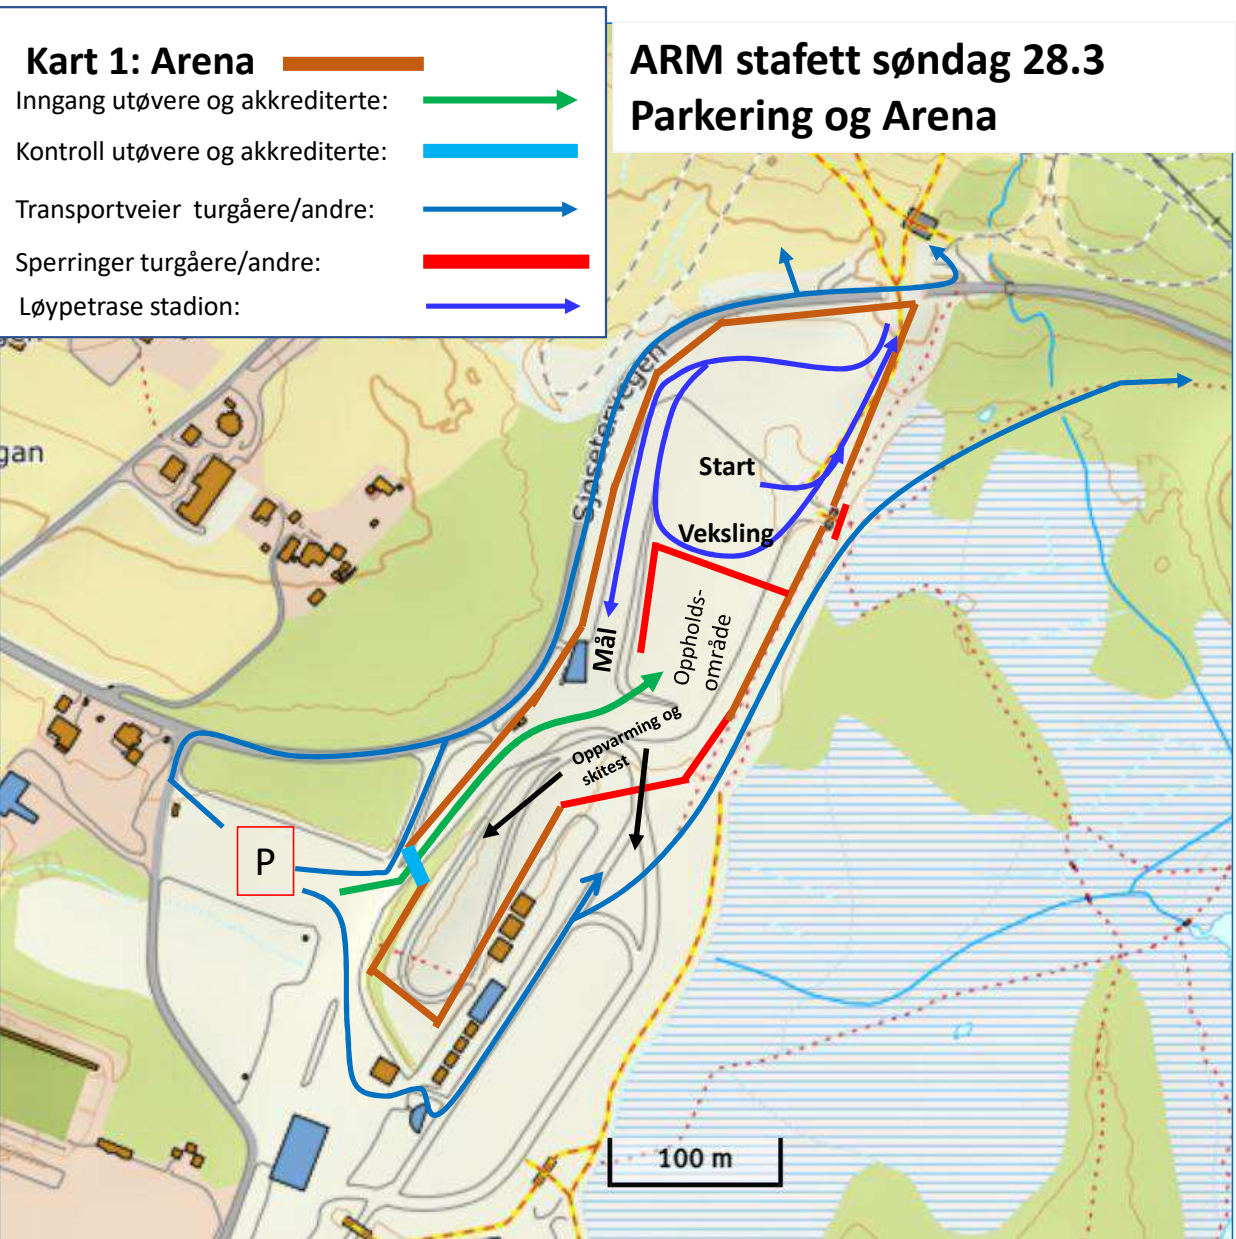 Kart 1: Arena
Inngang utøvere og akkrediterte:
Kontroll utøvere og akkrediterte:
Transportveier turgåere/andre:
Sperringer turgåere/andre:
Løypetrase stadion:
ARM stafett søndag 28.3
Parkering og Arena
Sjøsetervegen
gan
Start
Veksling
Oppholds-
område
Mål
Oppvarming og
skitest
P
100 m